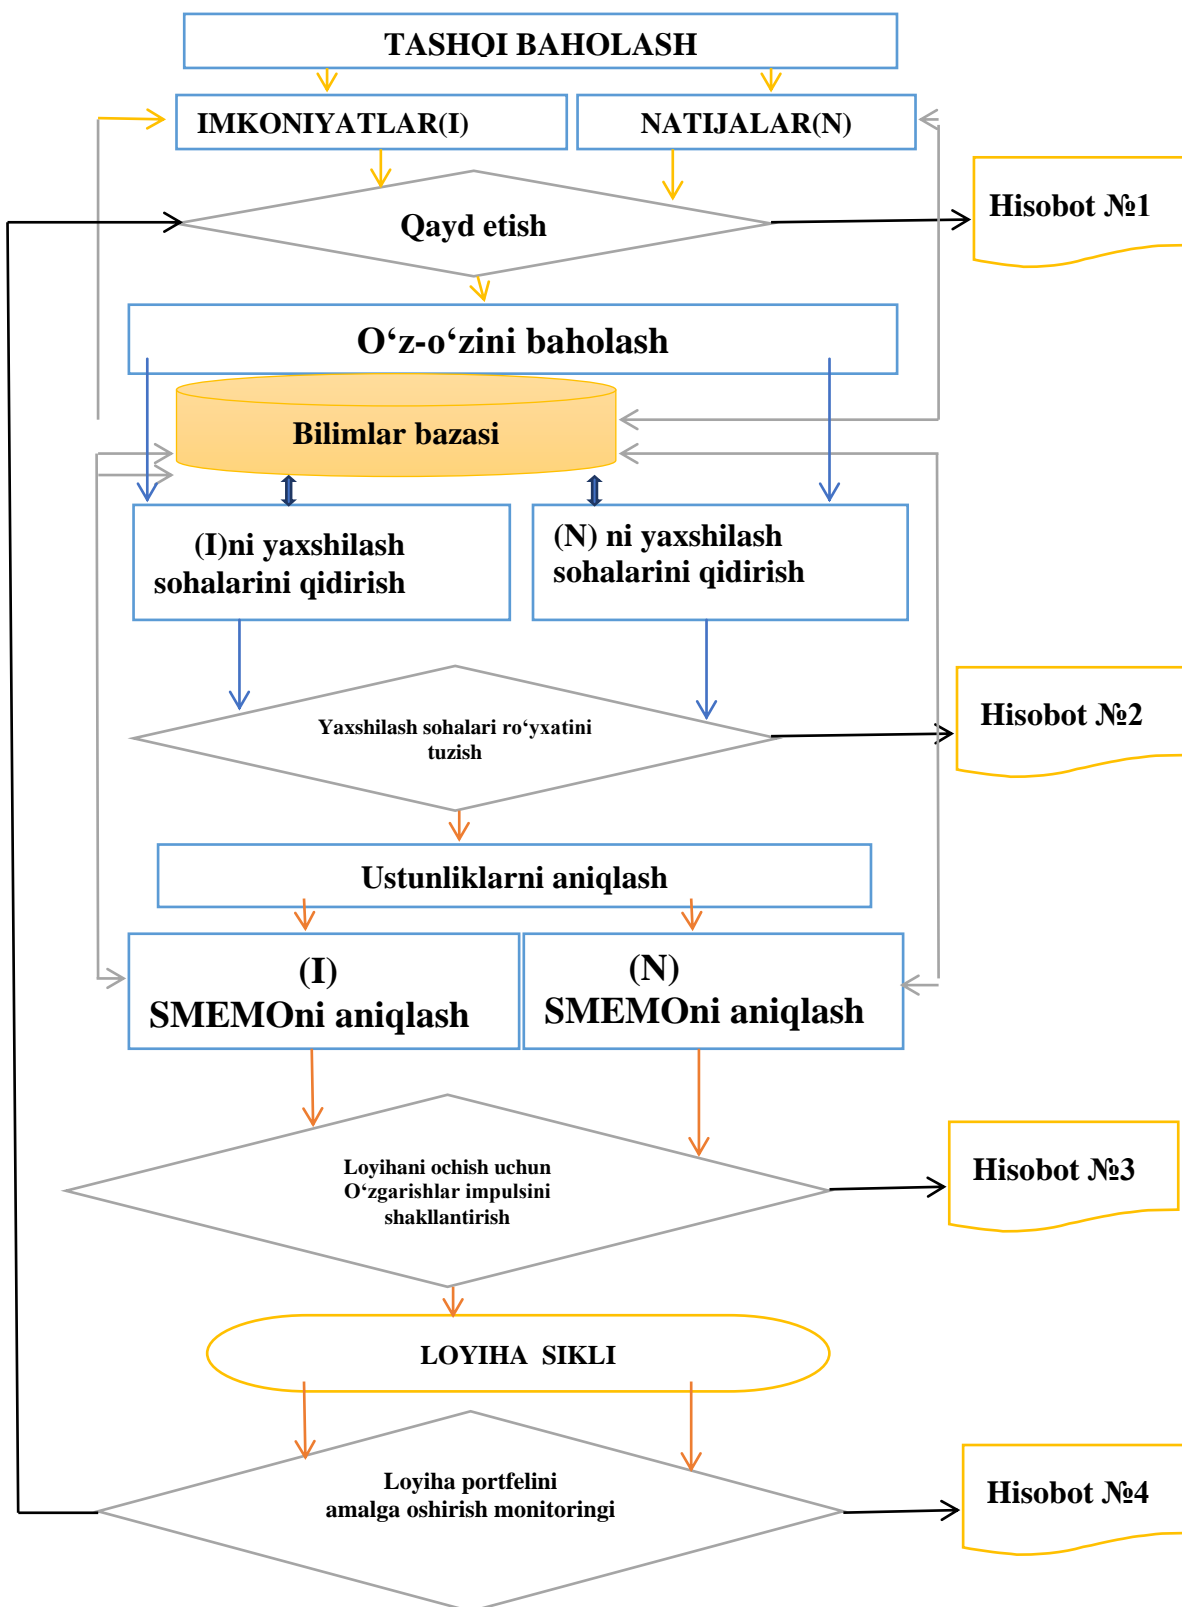 TASHQI BAHOLASH
IMKONIYATLAR(I)
NATIJALAR(N)
Hisobot №1
Qayd etish
O‘z-o‘zini baholash
Bilimlar bazasi
(I)ni yaxshilash
sohalarini qidirish
(N) ni yaxshilash
sohalarini qidirish
Yaxshilash sohalari ro‘yxatini
tuzish
Hisobot №2
Ustunliklarni aniqlash
(I)
SMEMOni aniqlash
(N)
SMEMOni aniqlash
Loyihani ochish uchun
O‘zgarishlar impulsini
shakllantirish
Hisobot №3
LOYIHA SIKLI
Loyiha portfelini
amalga oshirish monitoringi
Hisobot №4